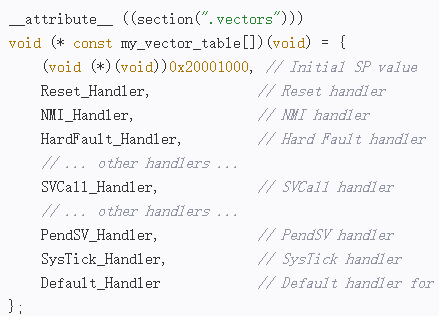 __attribute__ ((section(".vectors")))
void (* const my_vector_table[])(void) = {
    (void (*)(void))0x20001000, // Initial SP value
    Reset_Handler,             // Reset handler
    NMI_Handler,               // NMI handler
    HardFault_Handler,         // Hard Fault handler
    // ... other handlers ...
    SVCall_Handler,            // SVCall handler
    // ... other handlers ...
    PendSV_Handler,            // PendSV handler
    SysTick_Handler,           // SysTick handler
    Default_Handler            // Default handler for
};